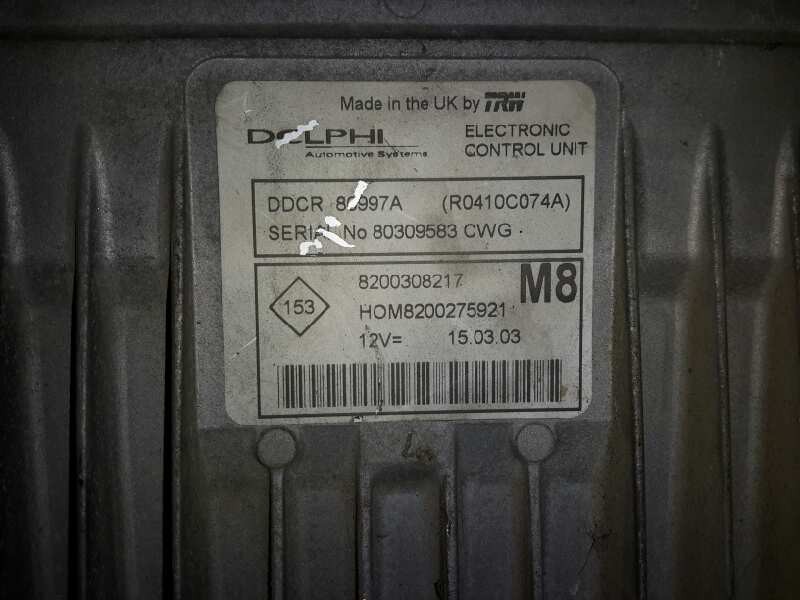 Made in the UK by TRW
DELPHI
Automotive Systems
ELECTRONIC
CONTROL UNIT
DDCR (R0410C074A)
No 80309583 CWG
8200308217 M8
153
HOM8200275921
12V= 15.03.03